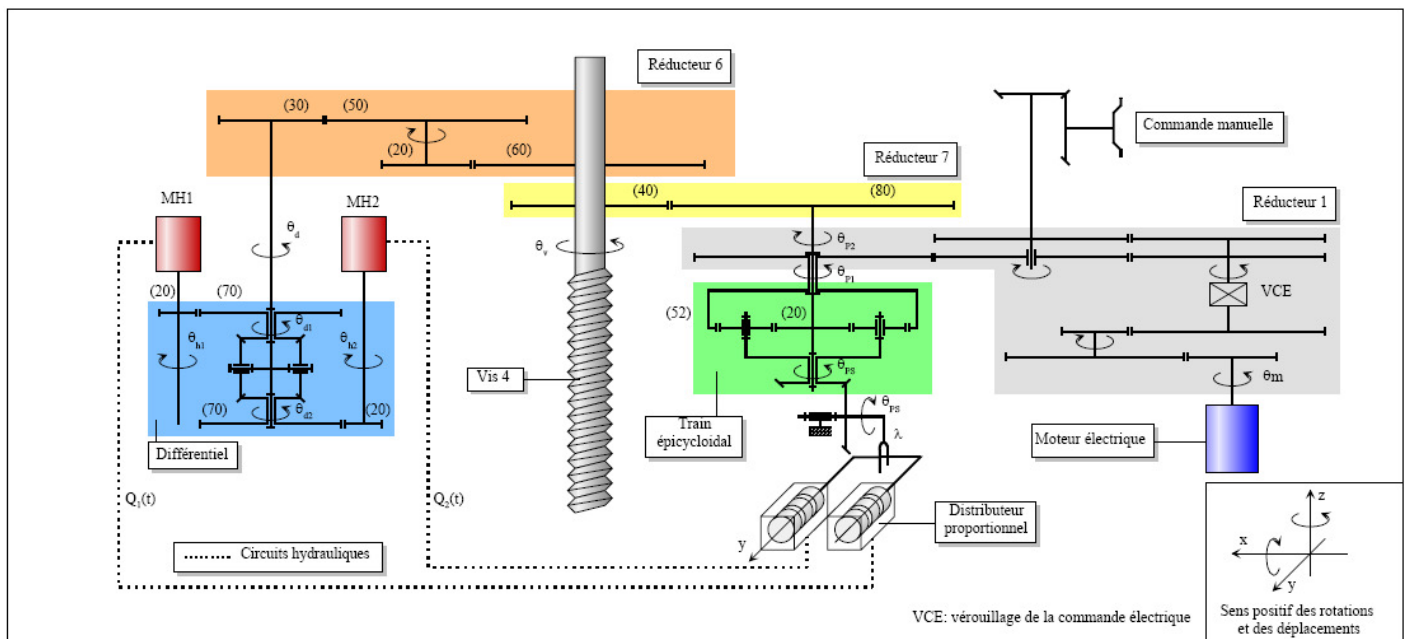 Réducteur 6
(30)
(50)
(20)
(60)
Commande manuelle
Réducteur 7
(40)
(80)
Réducteur 1
MH1
MH2
θd
θv
θP2
θP1
VCE
(20)
(70)
θh1
θd1
θh2
(52)
(20)
θPS
θm
Vis 4
(70)
θd2
(20)
Différentiel
Train
épicycloidal
θPS
λ
Moteur électrique
Q1(t)
Q2(t)
Distributeur
proportionnel
y
Circuits hydrauliques
z
x
y
VCE: vérouillage de la commande électrique
Sens positif des rotations
et des déplacements